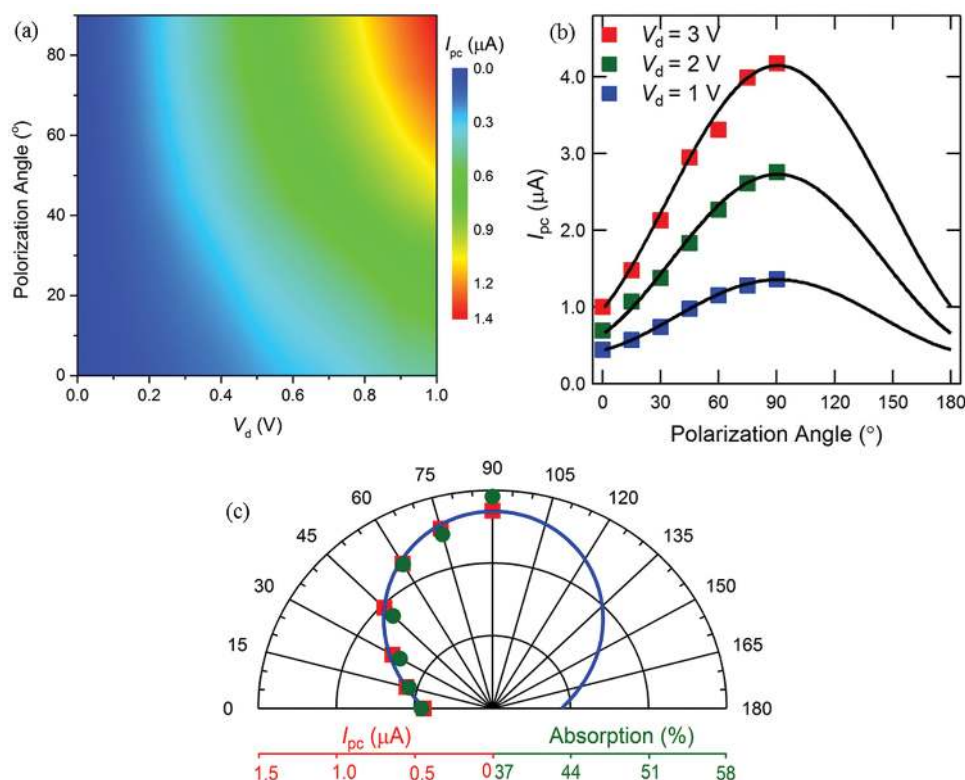 (a)
Polorization Angle (°)
80
60
40
20
0
0.0 0.2 0.4 0.6 0.8 1.0
V_d (V)
I_pc (μA)
0.0
0.3
0.6
0.9
1.2
1.4
(b)
V_d = 3 V
V_d = 2 V
V_d = 1 V
I_pc (μA)
4.0
3.0
2.0
1.0
0.0
0 30 60 90 120 150 180
Polarization Angle (°)
(c)
0 15 30 45 60 75 90 105 120 135 150 165 180
I_pc (μA) Absorption (%)
1.5 1.0 0.5 0 37 44 51 58